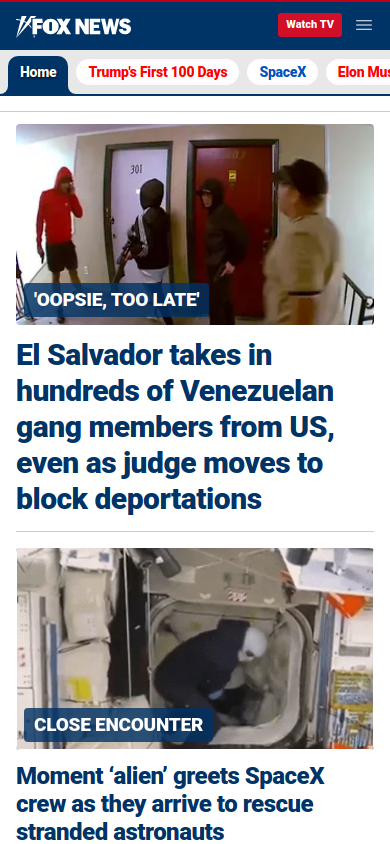 FOX NEWS
Watch TV
Home
Trump's First 100 Days
SpaceX
Elon Mus
301
'OOPSIE, TOO LATE'
El Salvador takes in
hundreds of Venezuelan
gang members from US,
even as judge moves to
block deportations
CLOSE ENCOUNTER
Moment ‘alien’ greets SpaceX
crew as they arrive to rescue
stranded astronauts